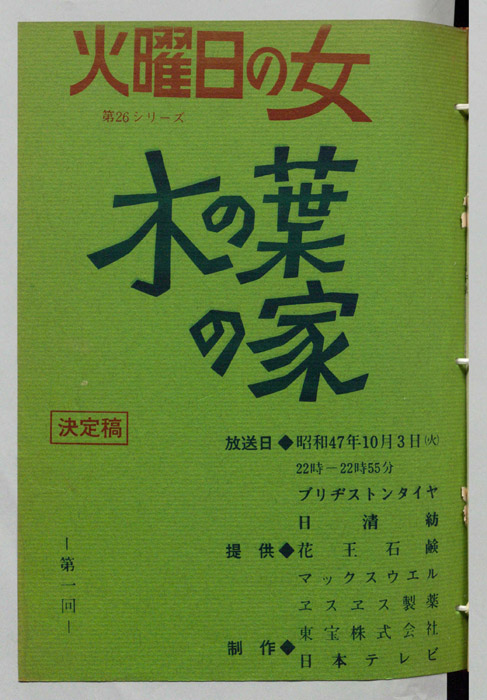 火曜日の女
第26シリーズ
木の葉
の家
決定稿
放送日◆昭和47年10月3日(火)
22時―22時55分
ブリヂストンタイヤ
日清紡
提供◆花王石鹸
マックスウエル
ヱスヱス製薬
制作◆東宝株式会社
日本テレビ
―第一回―